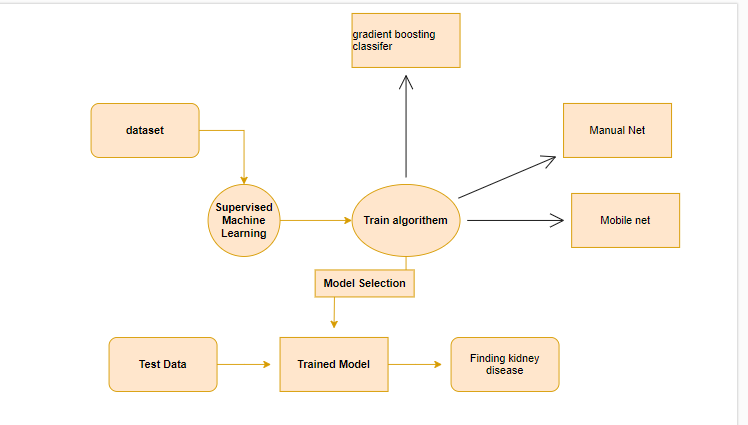 gradient boosting
classifer
dataset
Manual Net
Supervised
Machine
Learning
Train algorithem
Mobile net
Model Selection
Test Data
Trained Model
Finding kidney
disease